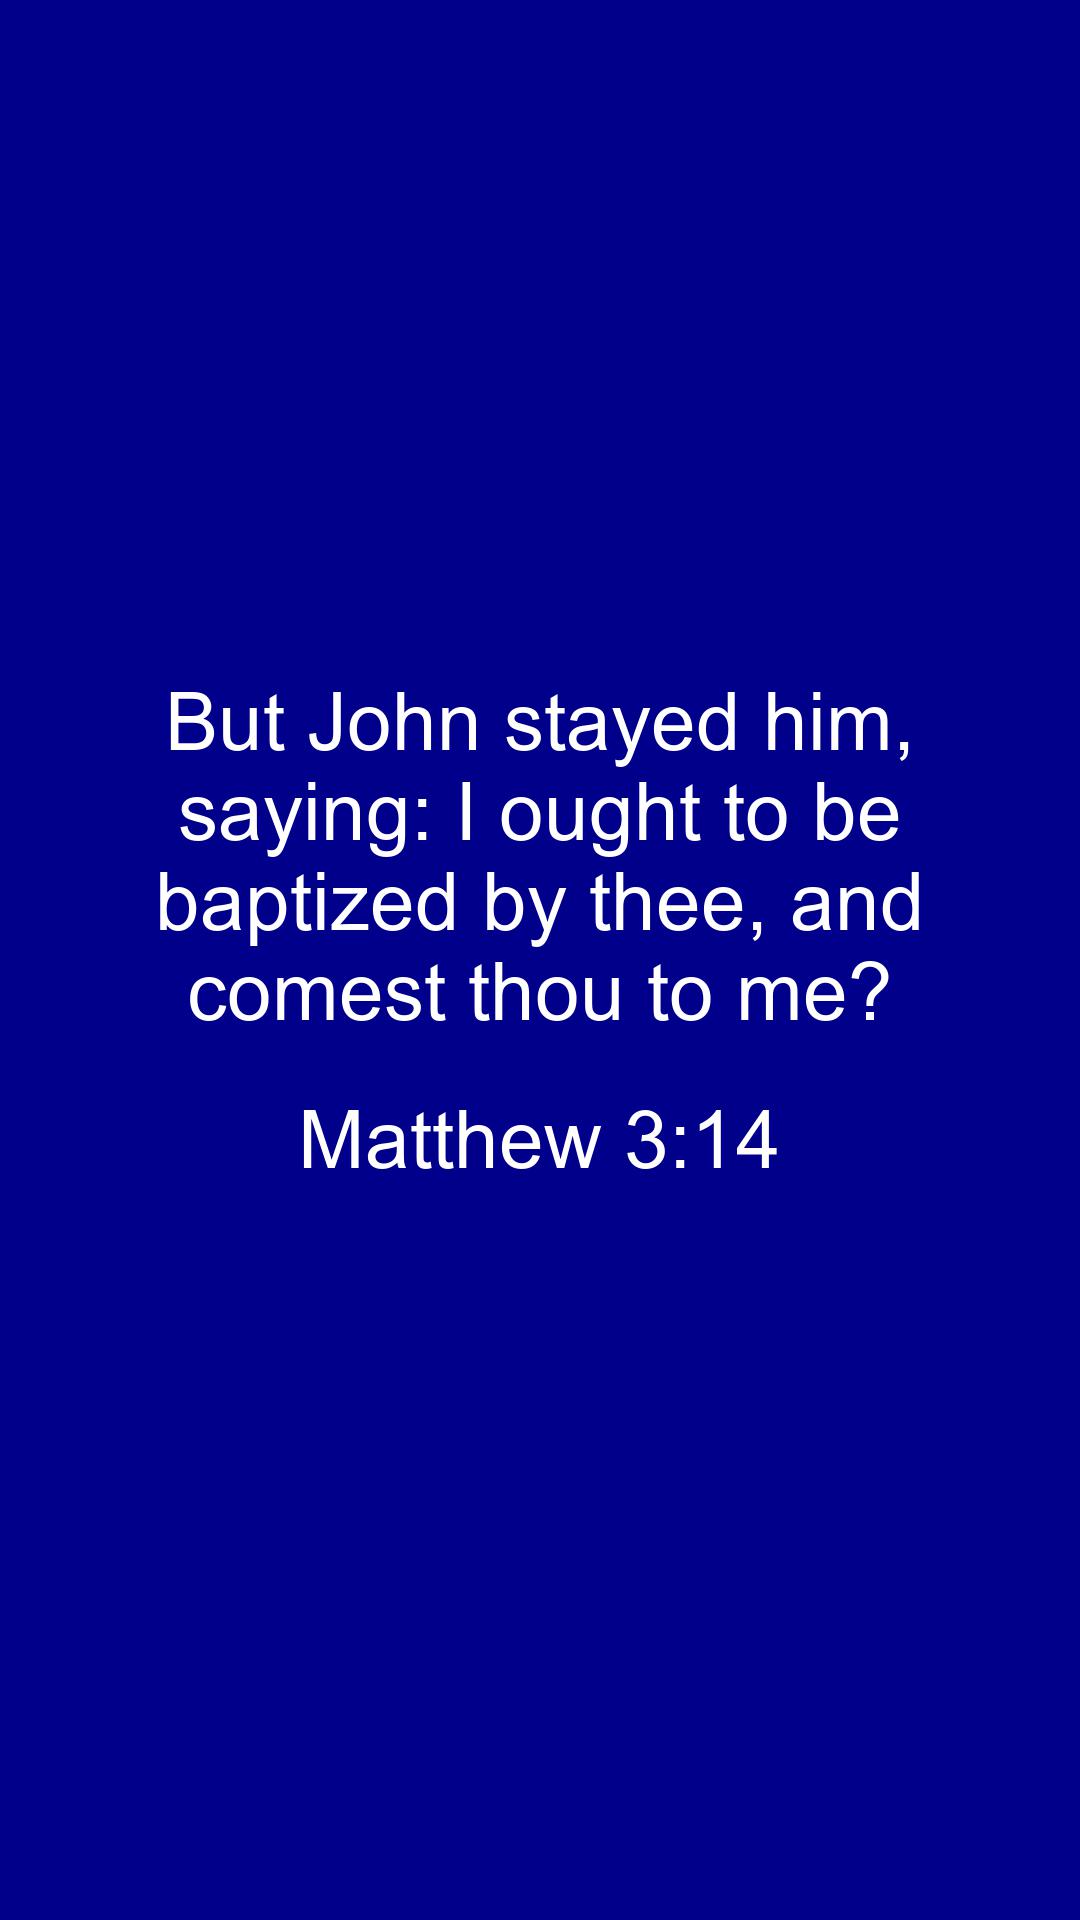 But John stayed him,
saying: I ought to be
baptized by thee, and
comest thou to me?
Matthew 3:14